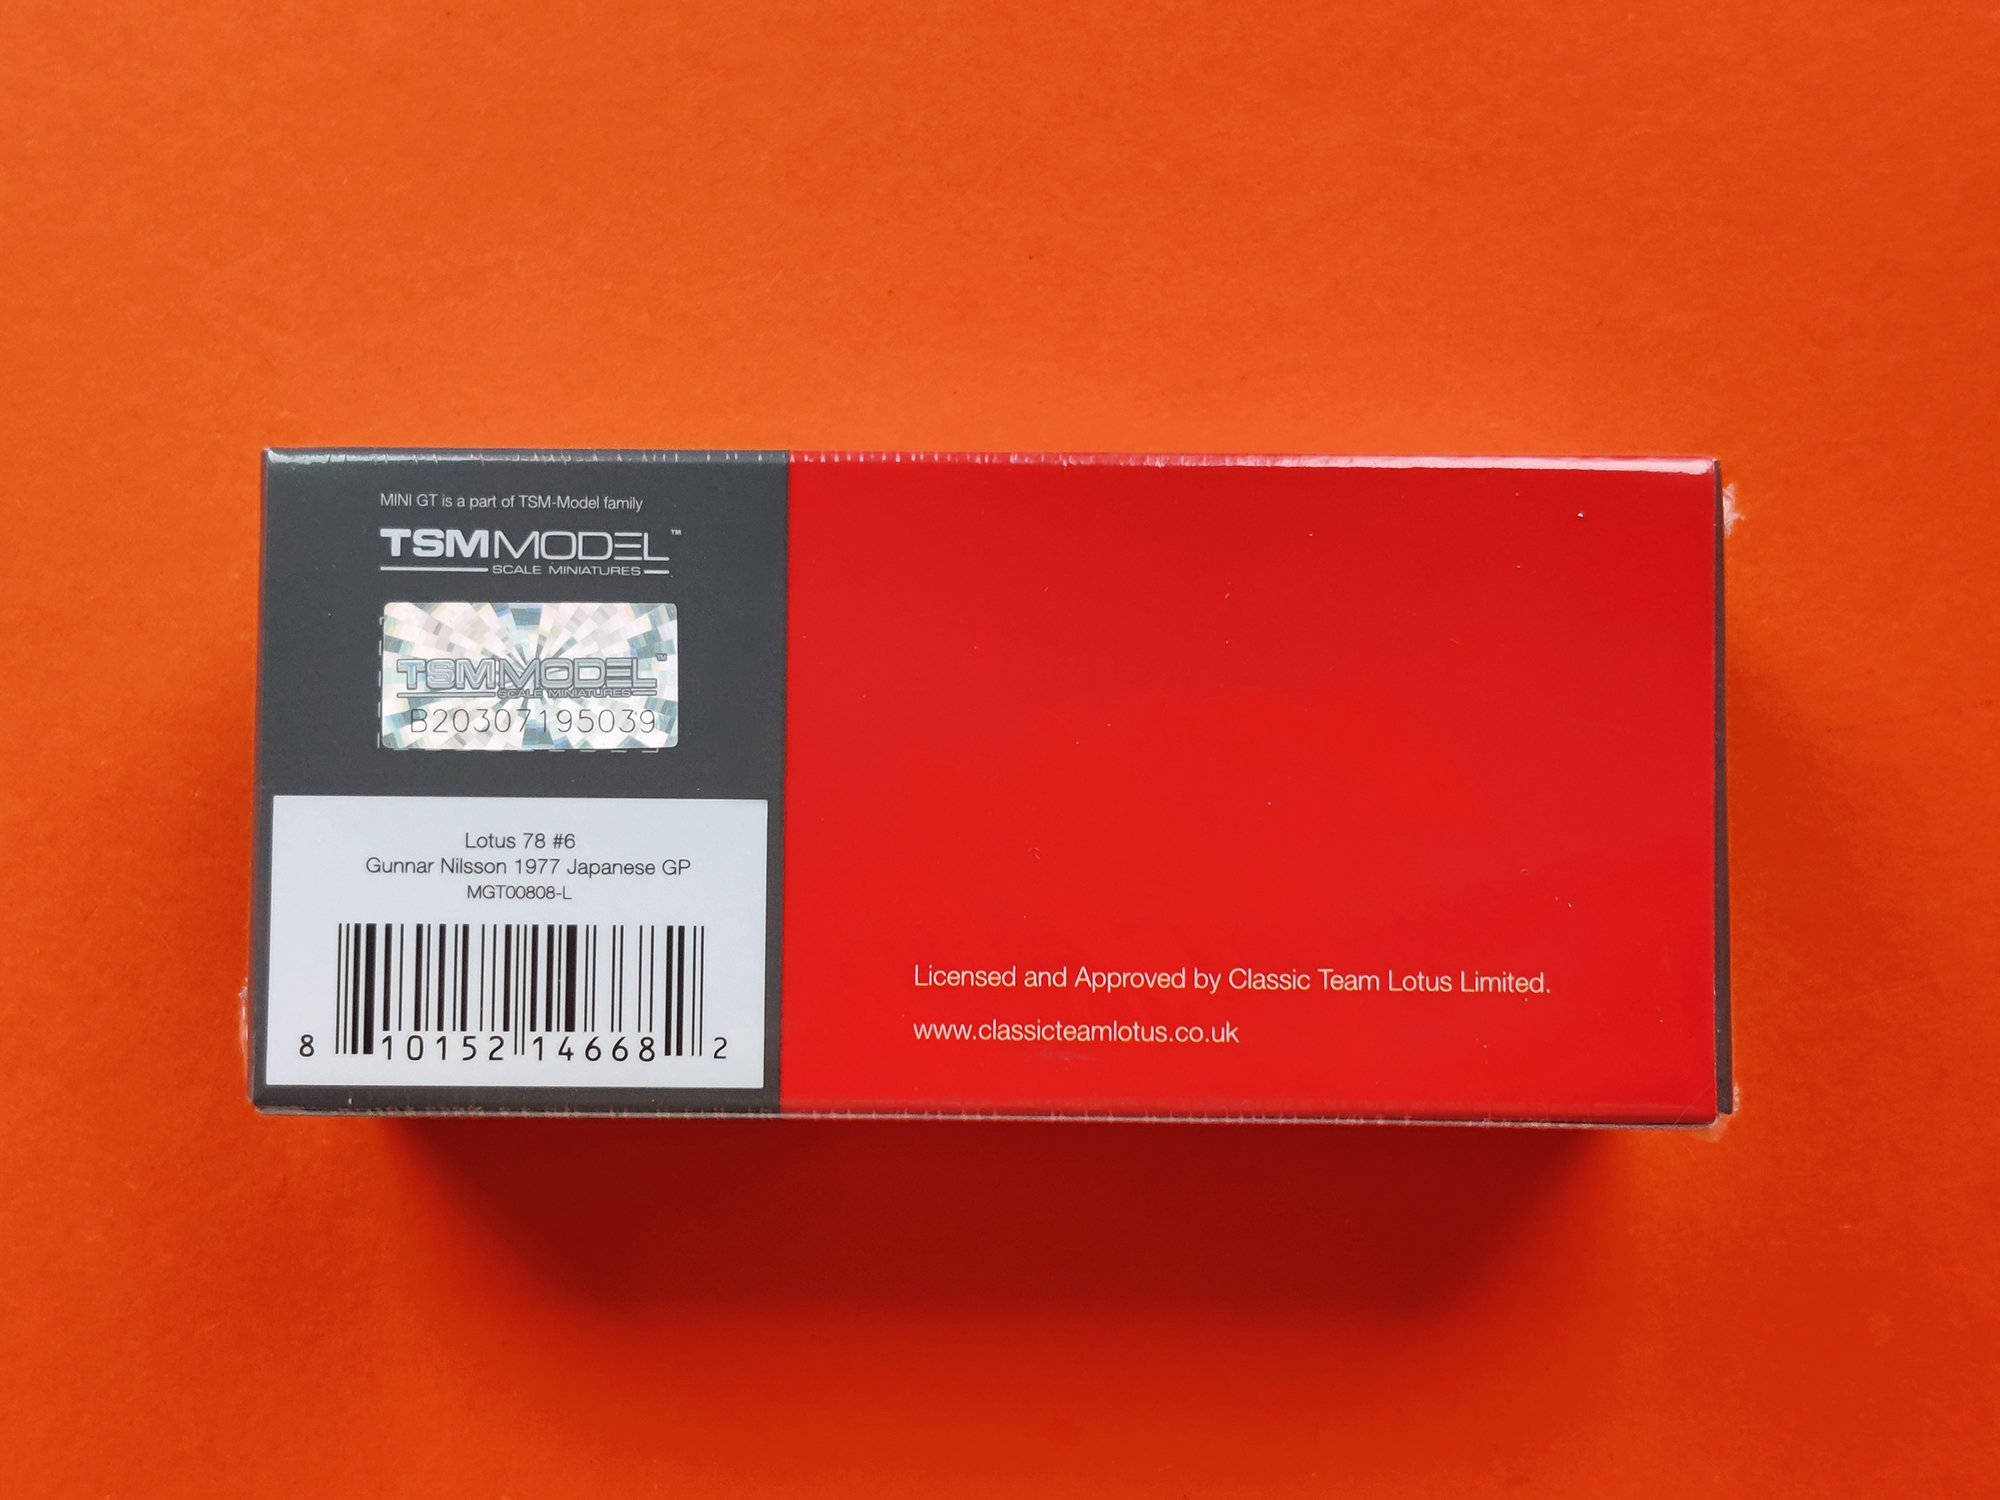 MINI GT is a part of TSM-Model family
TSMMODEL™
SCALE MINIATURES
TSMMODEL™
SCALE MINIATURES
B20307195039
Lotus 78 #6
Gunnar Nilsson 1977 Japanese GP
MGT00808-L
8 10152 14668 2
Licensed and Approved by Classic Team Lotus Limited.
www.classicteamlotus.co.uk